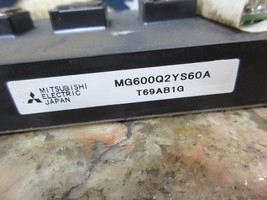 MITSUBISHI
ELECTRIC
JAPAN
MG600Q2YS60A
T69AB1G